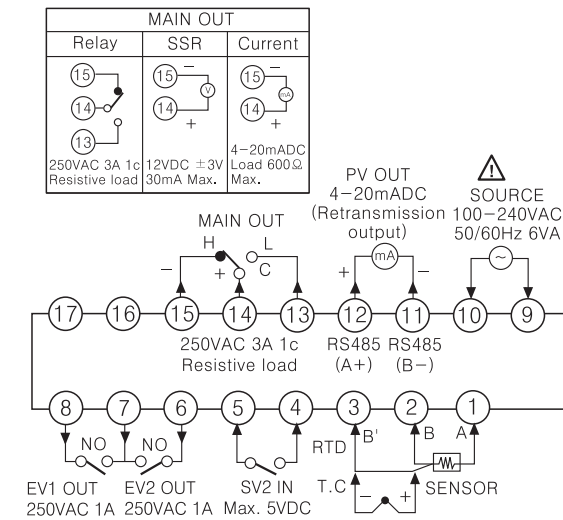 MAIN OUT
Relay SSR Current
15 15 − 15 −
V mA
14 14 + 14 +
13
250VAC 3A 1c
Resistive load
12VDC ±3V
30mA Max.
4−20mADC
Load 600Ω
Max.
PV OUT
4−20mADC
(Retransmission
output)
SOURCE
100−240VAC
50/60Hz 6VA
MAIN OUT
H L
− + C
+ mA −
~
17 16 15 14 13 12 11 10 9
250VAC 3A 1c
Resistive load
RS485
(A+)
RS485
(B−)
8 7 6 5 4 3 2 1
NO NO
RTD B' B A
EV1 OUT
250VAC 1A
EV2 OUT
250VAC 1A
SV2 IN
Max. 5VDC
T.C − + SENSOR